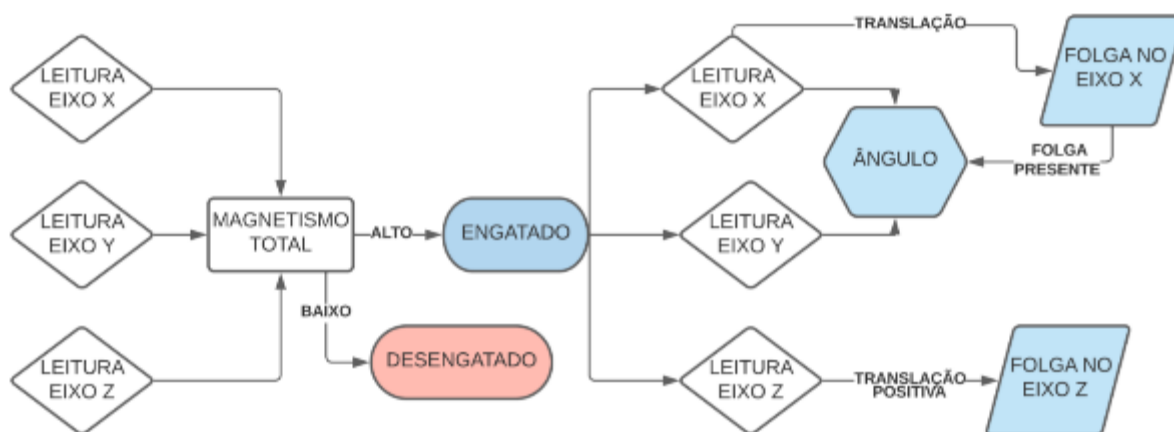 LEITURA
EIXO X
LEITURA
EIXO Y
LEITURA
EIXO Z
MAGNETISMO
TOTAL
ALTO
BAIXO
ENGATADO
DESENGATADO
LEITURA
EIXO X
TRANSLAÇÃO
FOLGA NO
EIXO X
FOLGA
PRESENTE
ÂNGULO
LEITURA
EIXO Y
LEITURA
EIXO Z
TRANSLAÇÃO
POSITIVA
FOLGA NO
EIXO Z